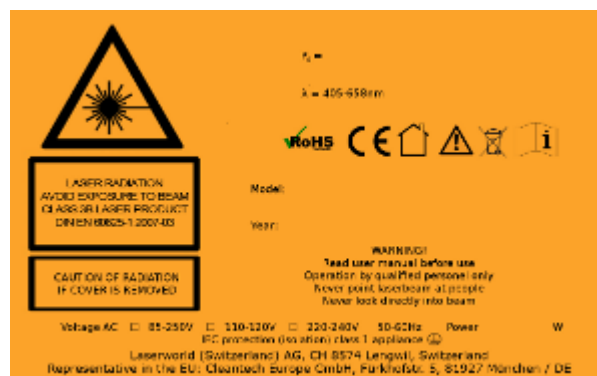 λ = 405-658nm
RoHS CE i
LASER RADIATION
AVOID EXPOSURE TO BEAM
CLASS 3B LASER PRODUCT
DIN EN 60825-1:2007-03
Model:
Year:
CAUTION OF RADIATION
IF COVER IS REMOVED
WARNING!
Read user manual before use
Operation by qualified personel only
Never point laserbeam at people
Never look directly into beam
Voltage AC □ 85-250V □ 110-120V □ 220-240V 50-60Hz Power W
IEC protection (isolation) class 1 appliance
Laserworld (Switzerland) AG, CH 8574 Lengwil, Switzerland
Representative in the EU: Cleantech Europe GmbH, Fürkhofstr. 5, 81927 München / DE